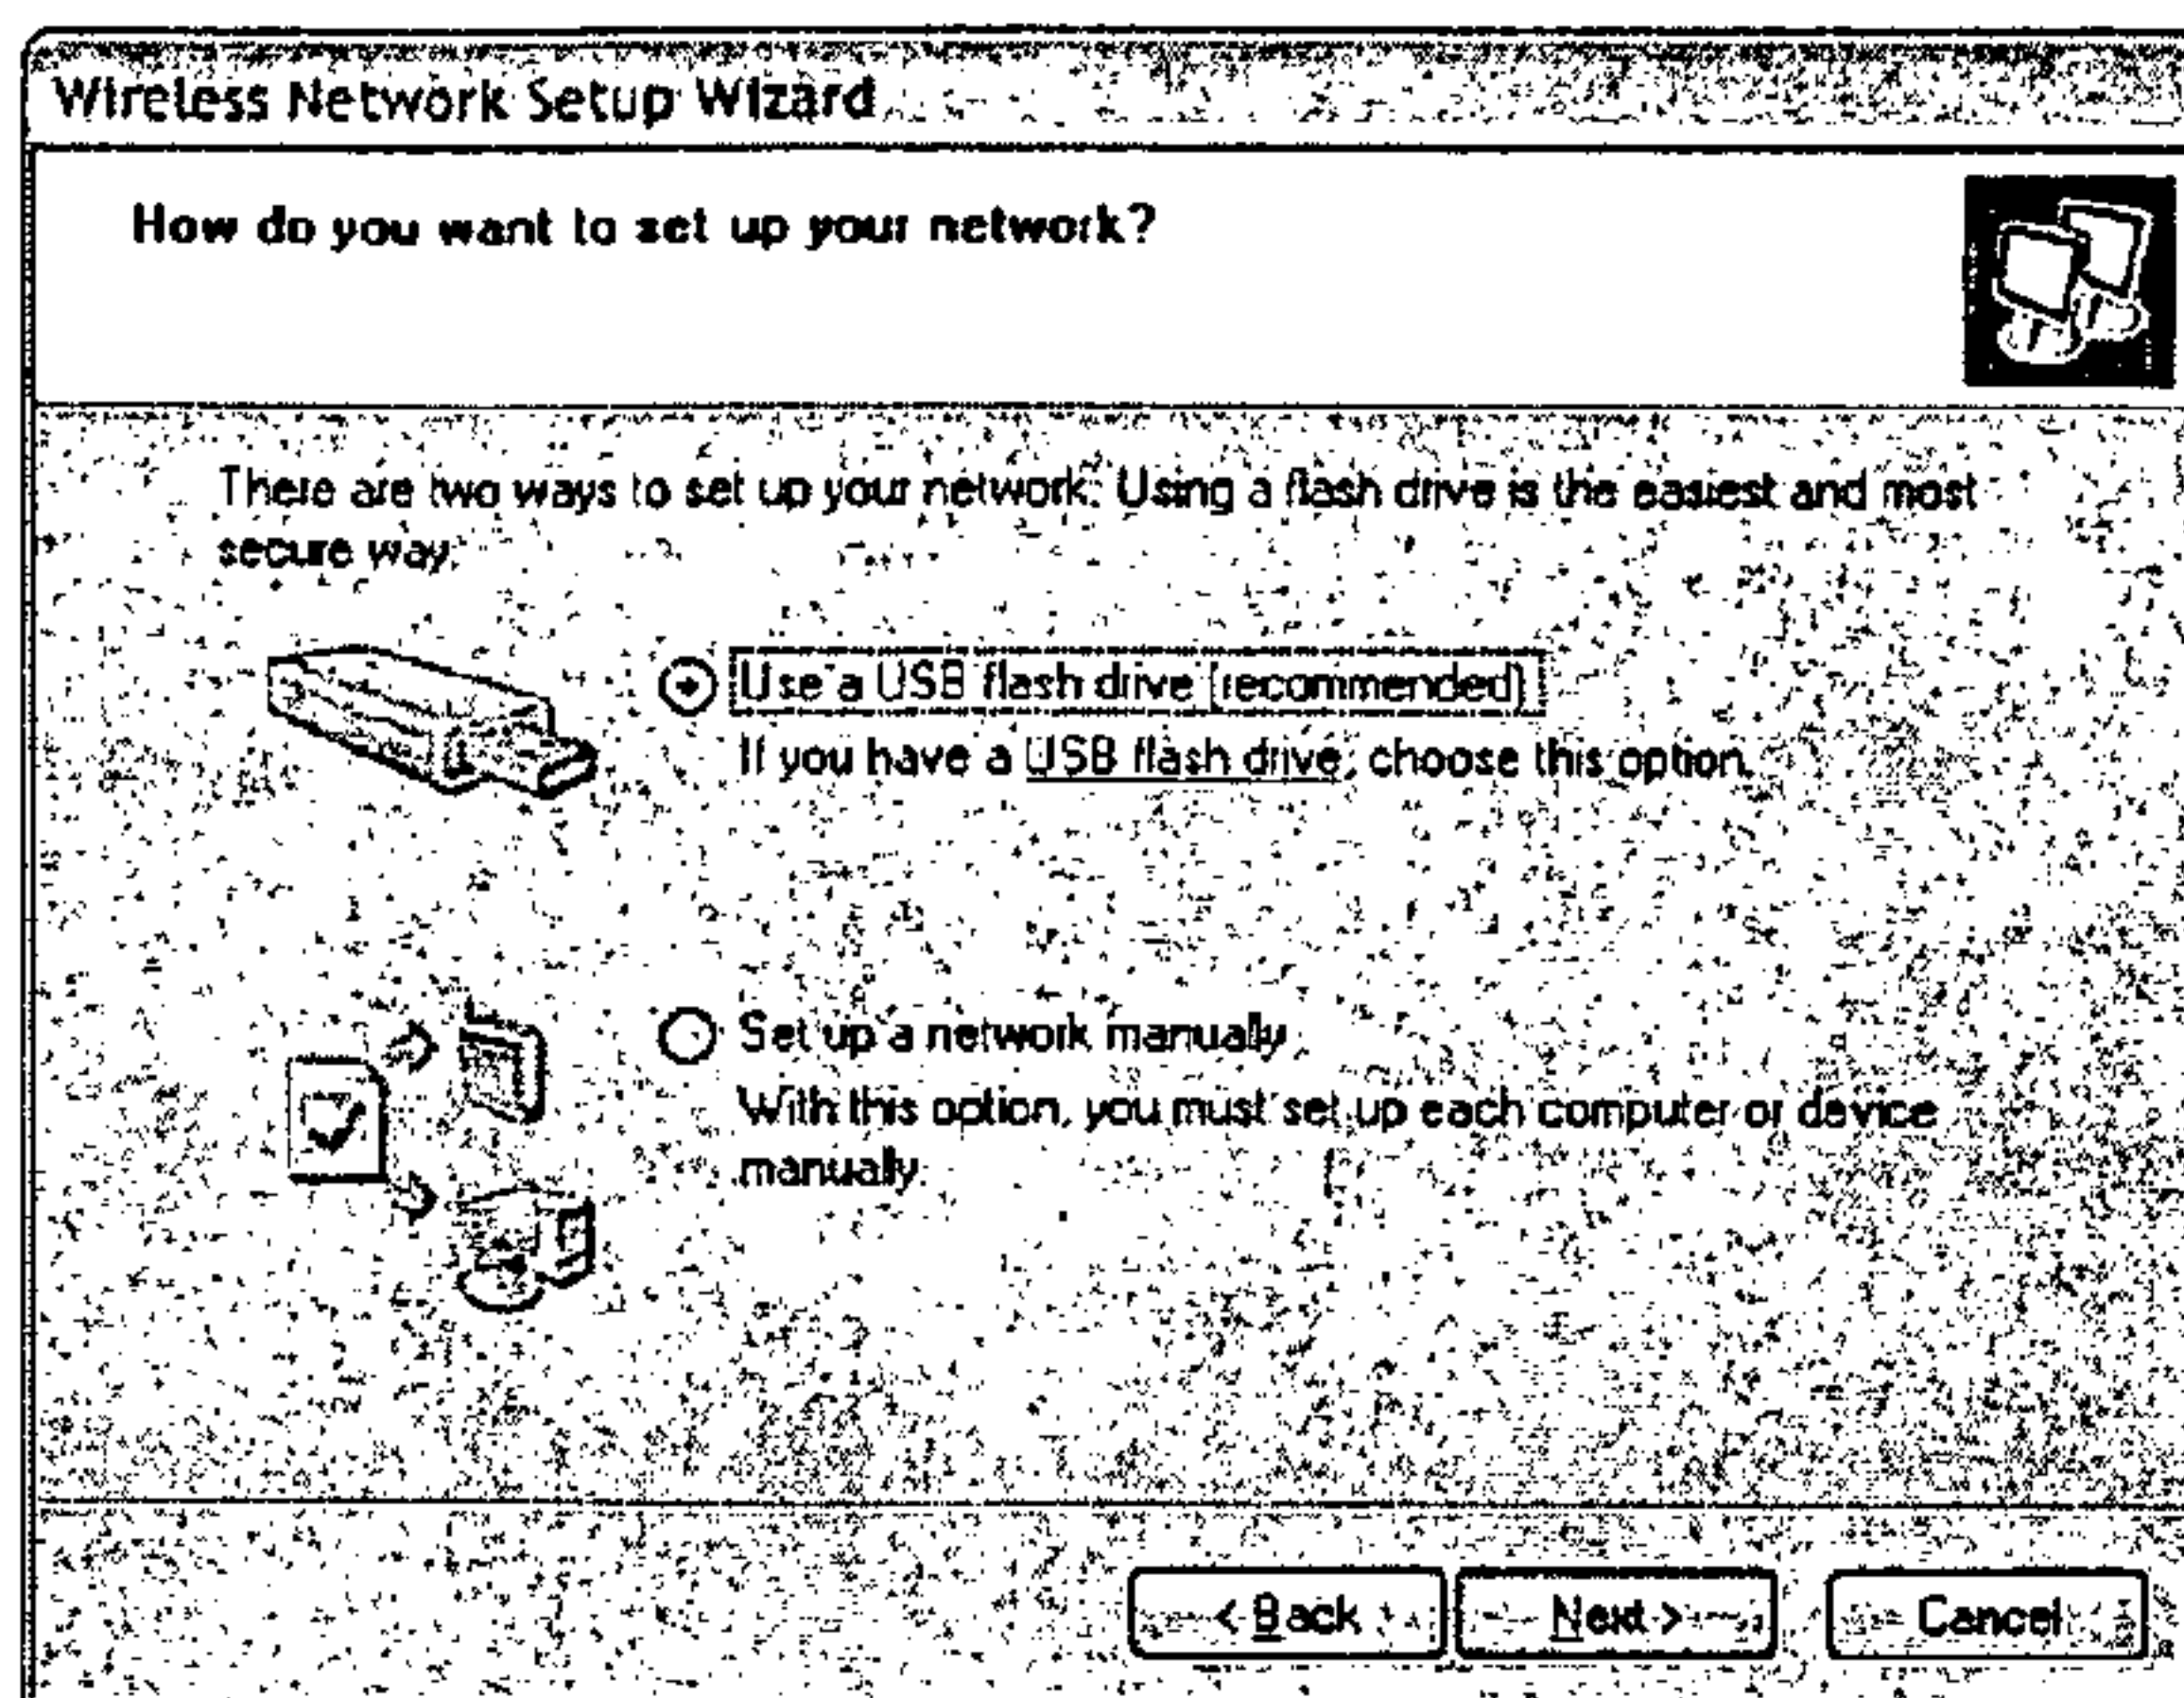 Wireless Network Setup Wizard
How do you want to set up your network?
There are two ways to set up your network. Using a flash drive is the easiest and most
secure way.
Use a USB flash drive (recommended)
If you have a USB flash drive, choose this option.
Set up a network manually
With this option, you must set up each computer or device
manually.
< Back
Next >
Cancel